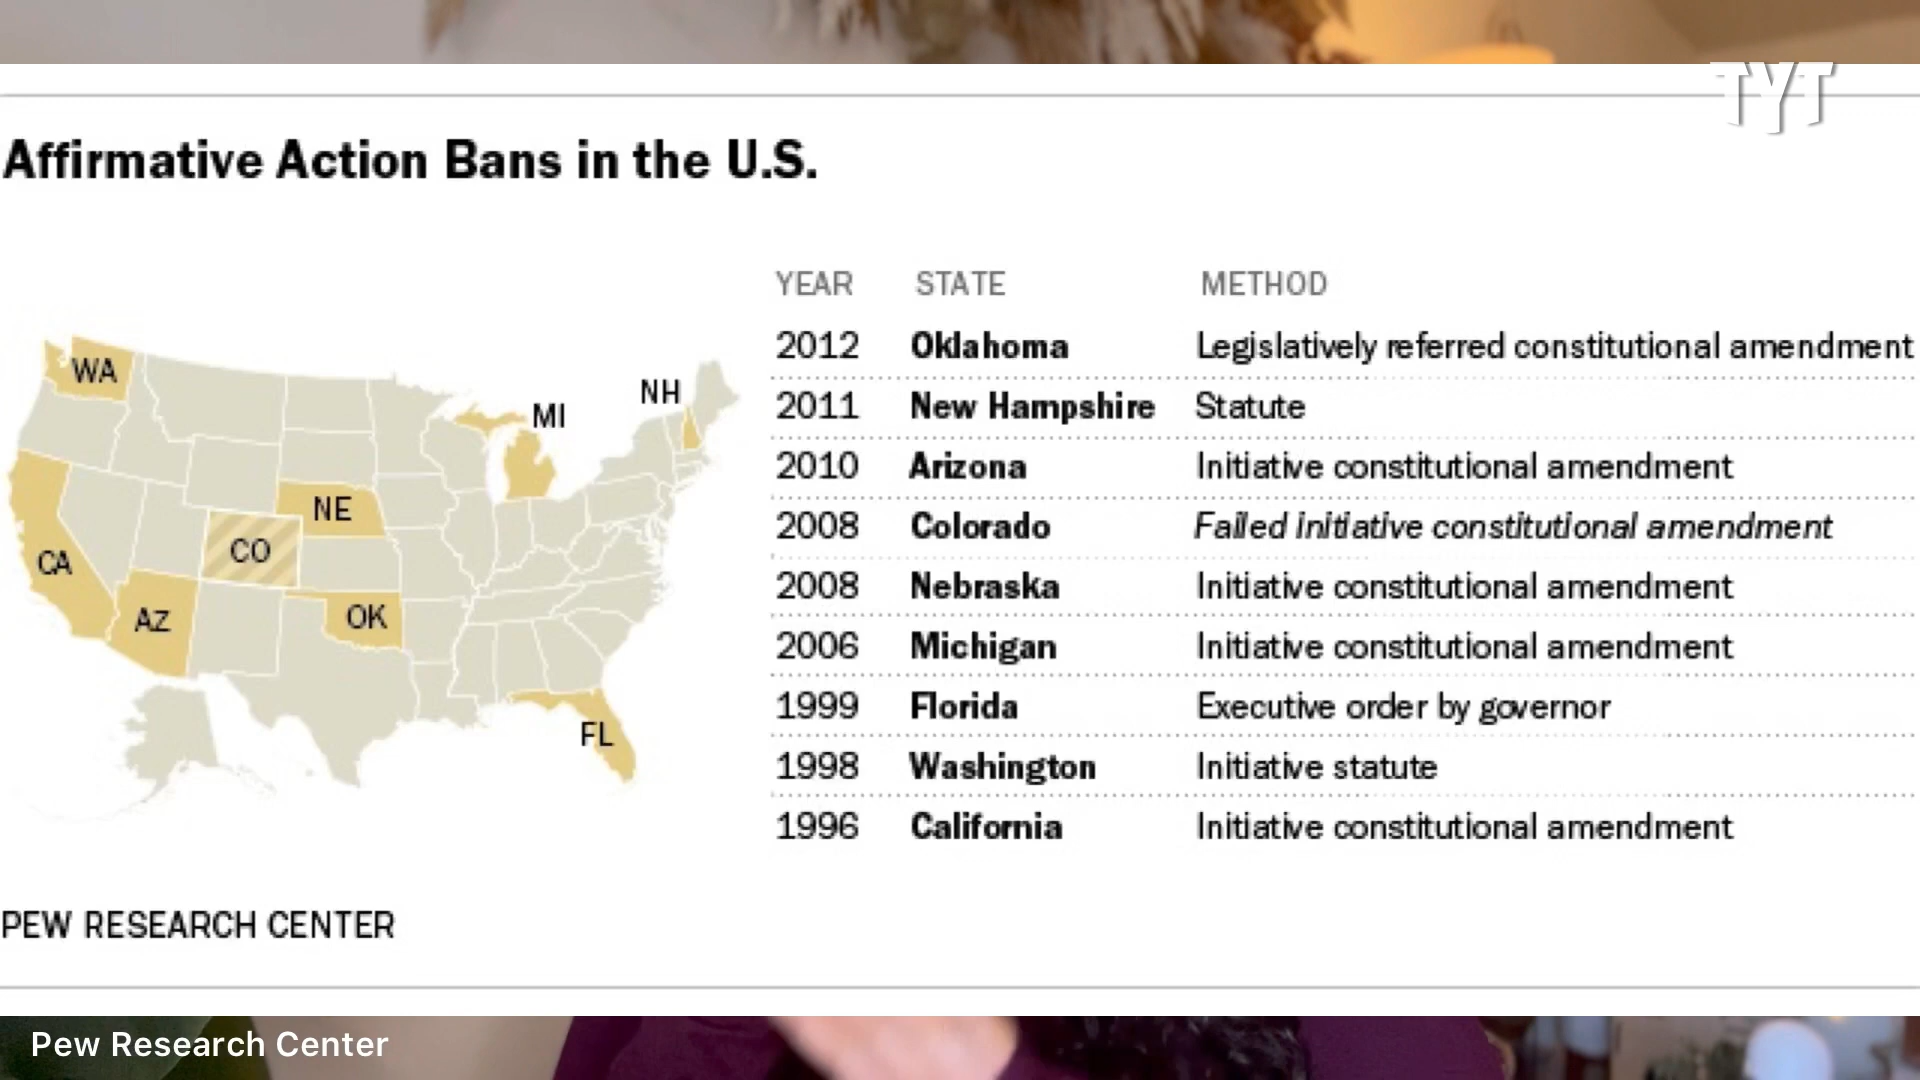 TYT
Affirmative Action Bans in the U.S.
YEAR STATE METHOD
2012 Oklahoma Legislatively referred constitutional amendment
2011 New Hampshire Statute
2010 Arizona Initiative constitutional amendment
2008 Colorado Failed initiative constitutional amendment
2008 Nebraska Initiative constitutional amendment
2006 Michigan Initiative constitutional amendment
1999 Florida Executive order by governor
1998 Washington Initiative statute
1996 California Initiative constitutional amendment
WA
MI
NH
NE
CO
CA
AZ
OK
FL
PEW RESEARCH CENTER
Pew Research Center